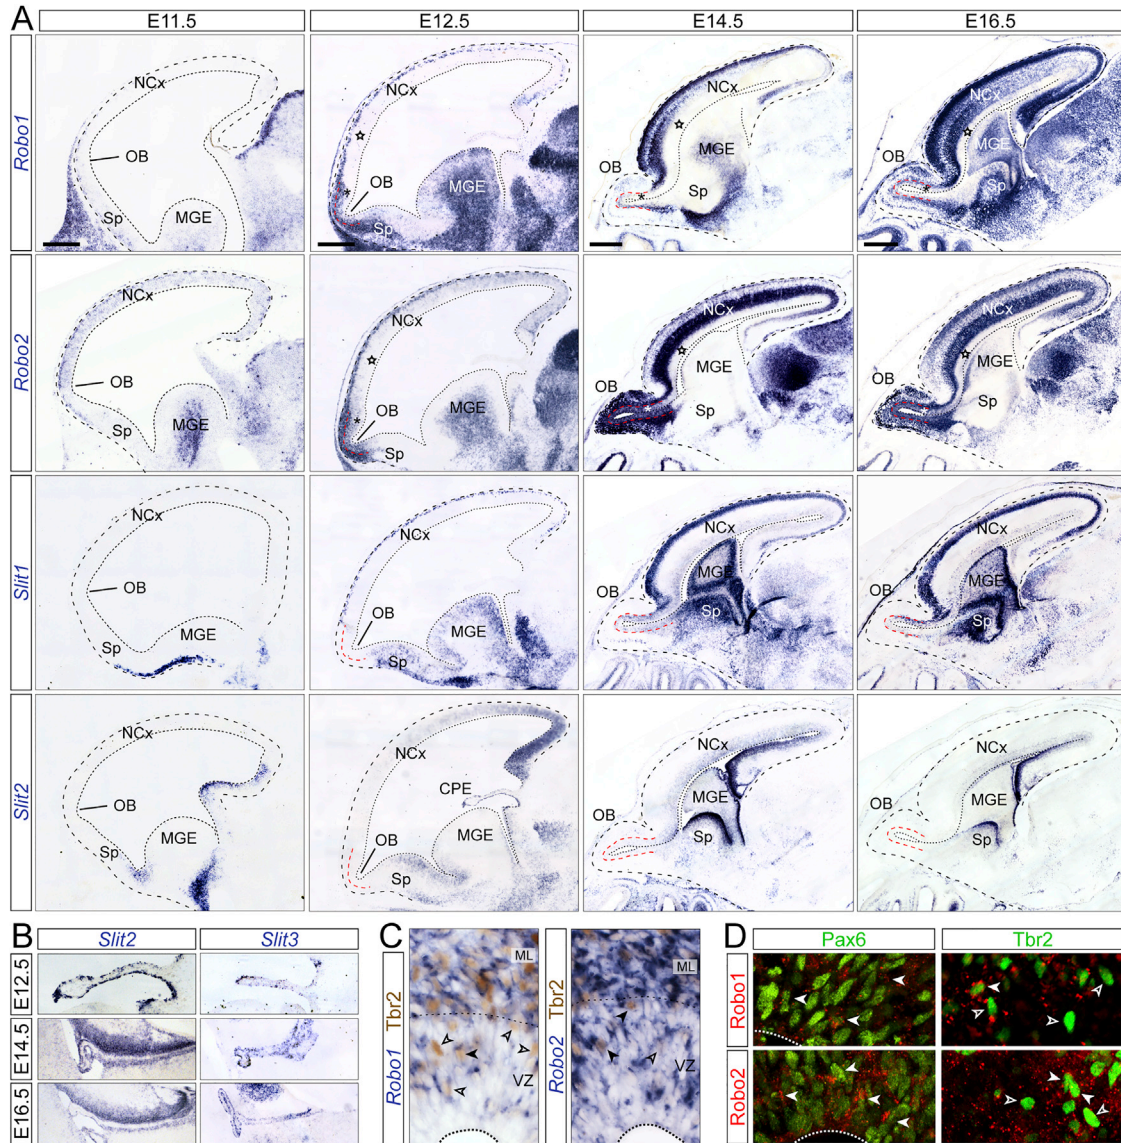 A
E11.5 E12.5 E14.5 E16.5
Robo1
NCx OB Sp MGE
NCx OB MGE Sp
NCx OB MGE Sp
NCx OB MGE Sp
Robo2
NCx OB Sp MGE
NCx OB MGE Sp
NCx OB MGE Sp
NCx OB MGE Sp
Slit1
NCx OB Sp MGE
NCx OB MGE Sp
NCx OB MGE Sp
NCx OB MGE Sp
Slit2
NCx OB Sp MGE
NCx CPE OB MGE Sp
NCx OB MGE Sp
NCx OB MGE Sp
B
Slit2 Slit3
E12.5
E14.5
E16.5
C
Robo1 Tbr2
ML
VZ
Robo2 Tbr2
ML
VZ
D
Pax6 Tbr2
Robo1
Robo2